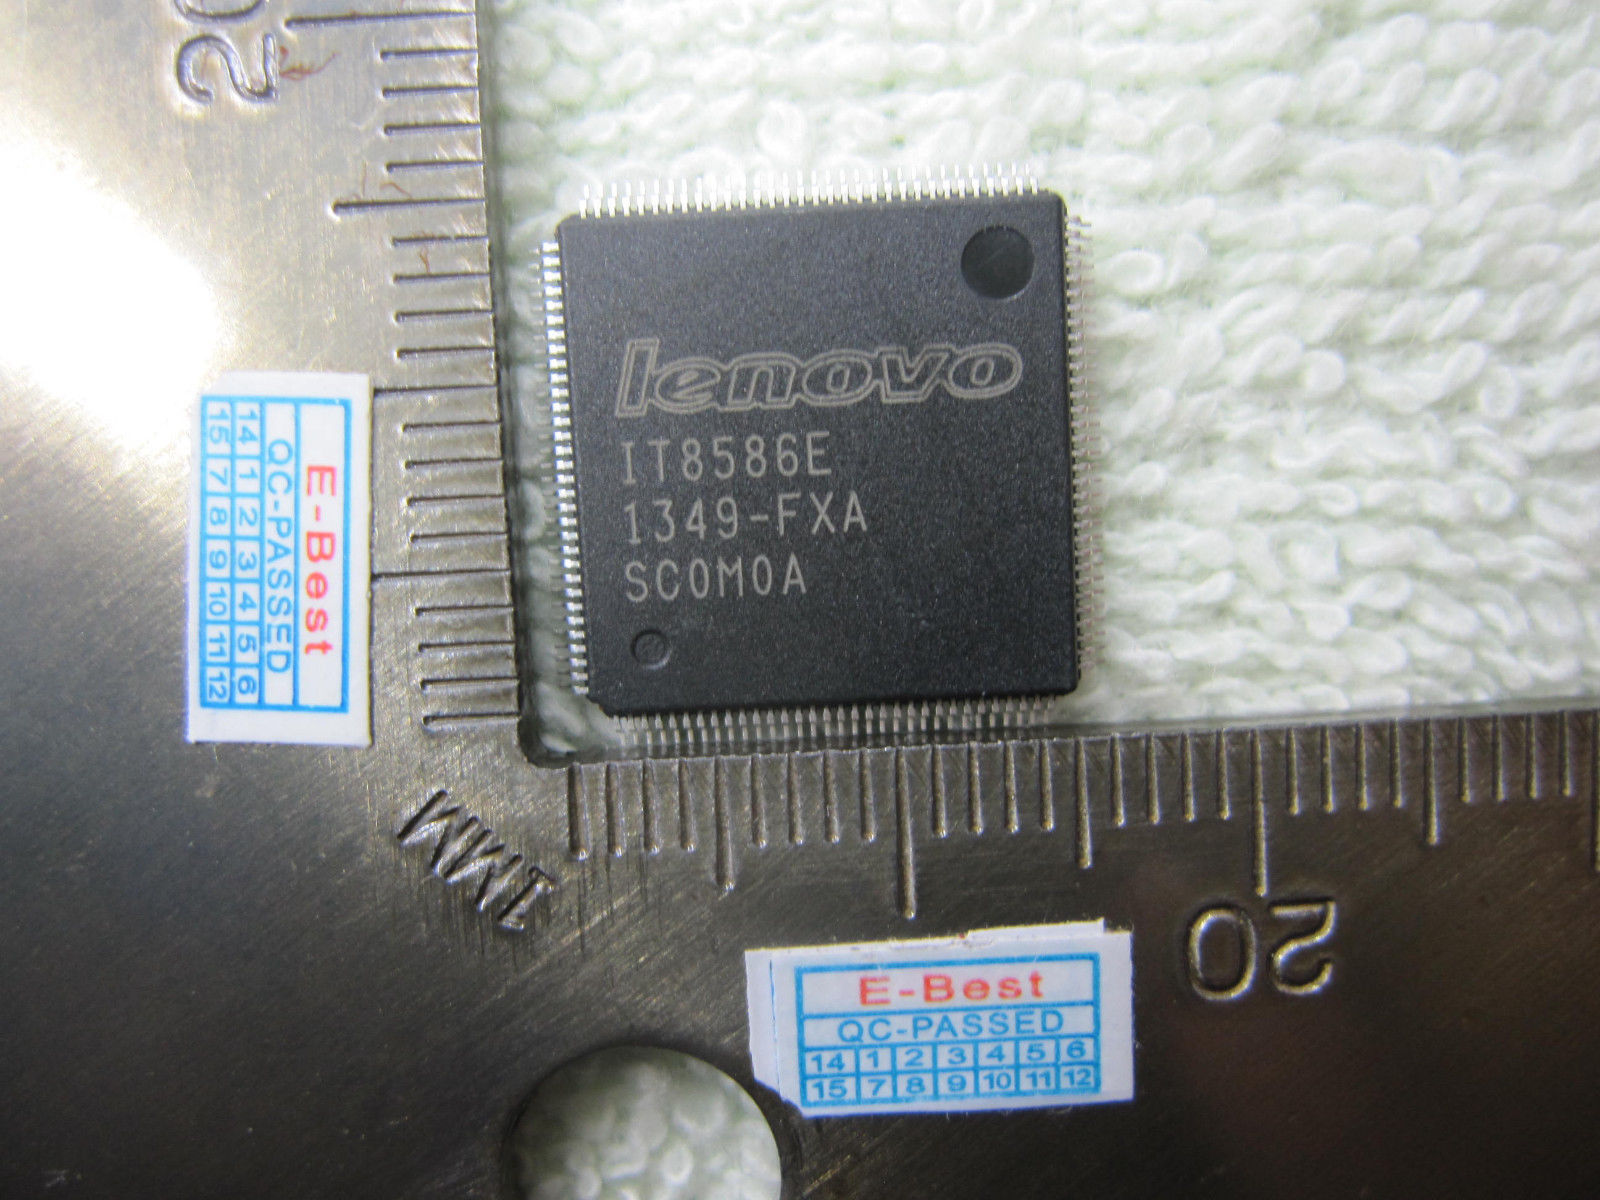 20
lenovo
IT8586E
1349-FXA
SC0M0A
E-Best
QC-PASSED
14 1 2 3 4 5 6
15 7 8 9 10 11 12
1MM
20
E-Best
QC-PASSED
14 1 2 3 4 5 6
15 7 8 9 10 11 12